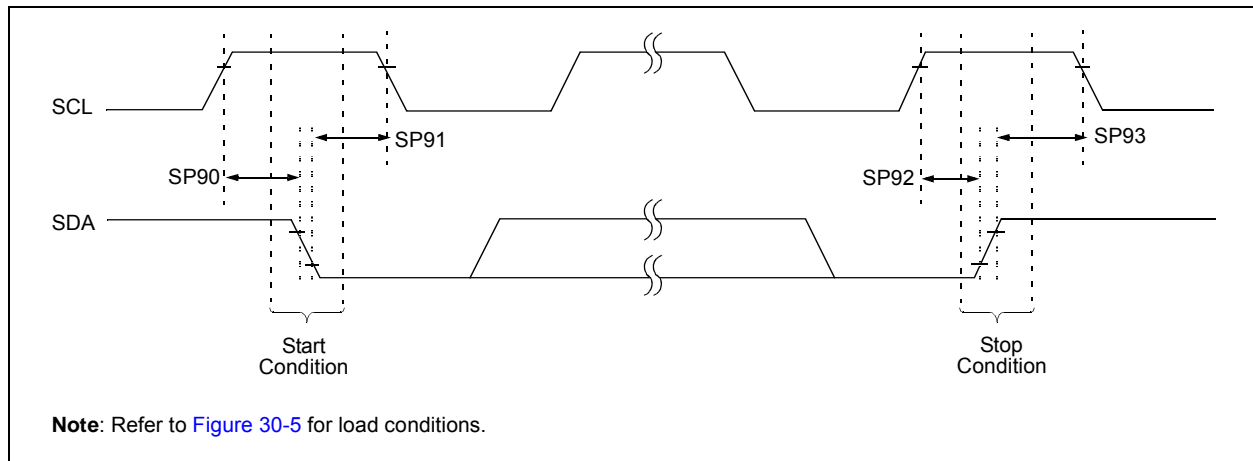 SCL
SP91
SP93
SP90
SP92
SDA
Start
Condition
Stop
Condition
Note: Refer to Figure 30-5 for load conditions.